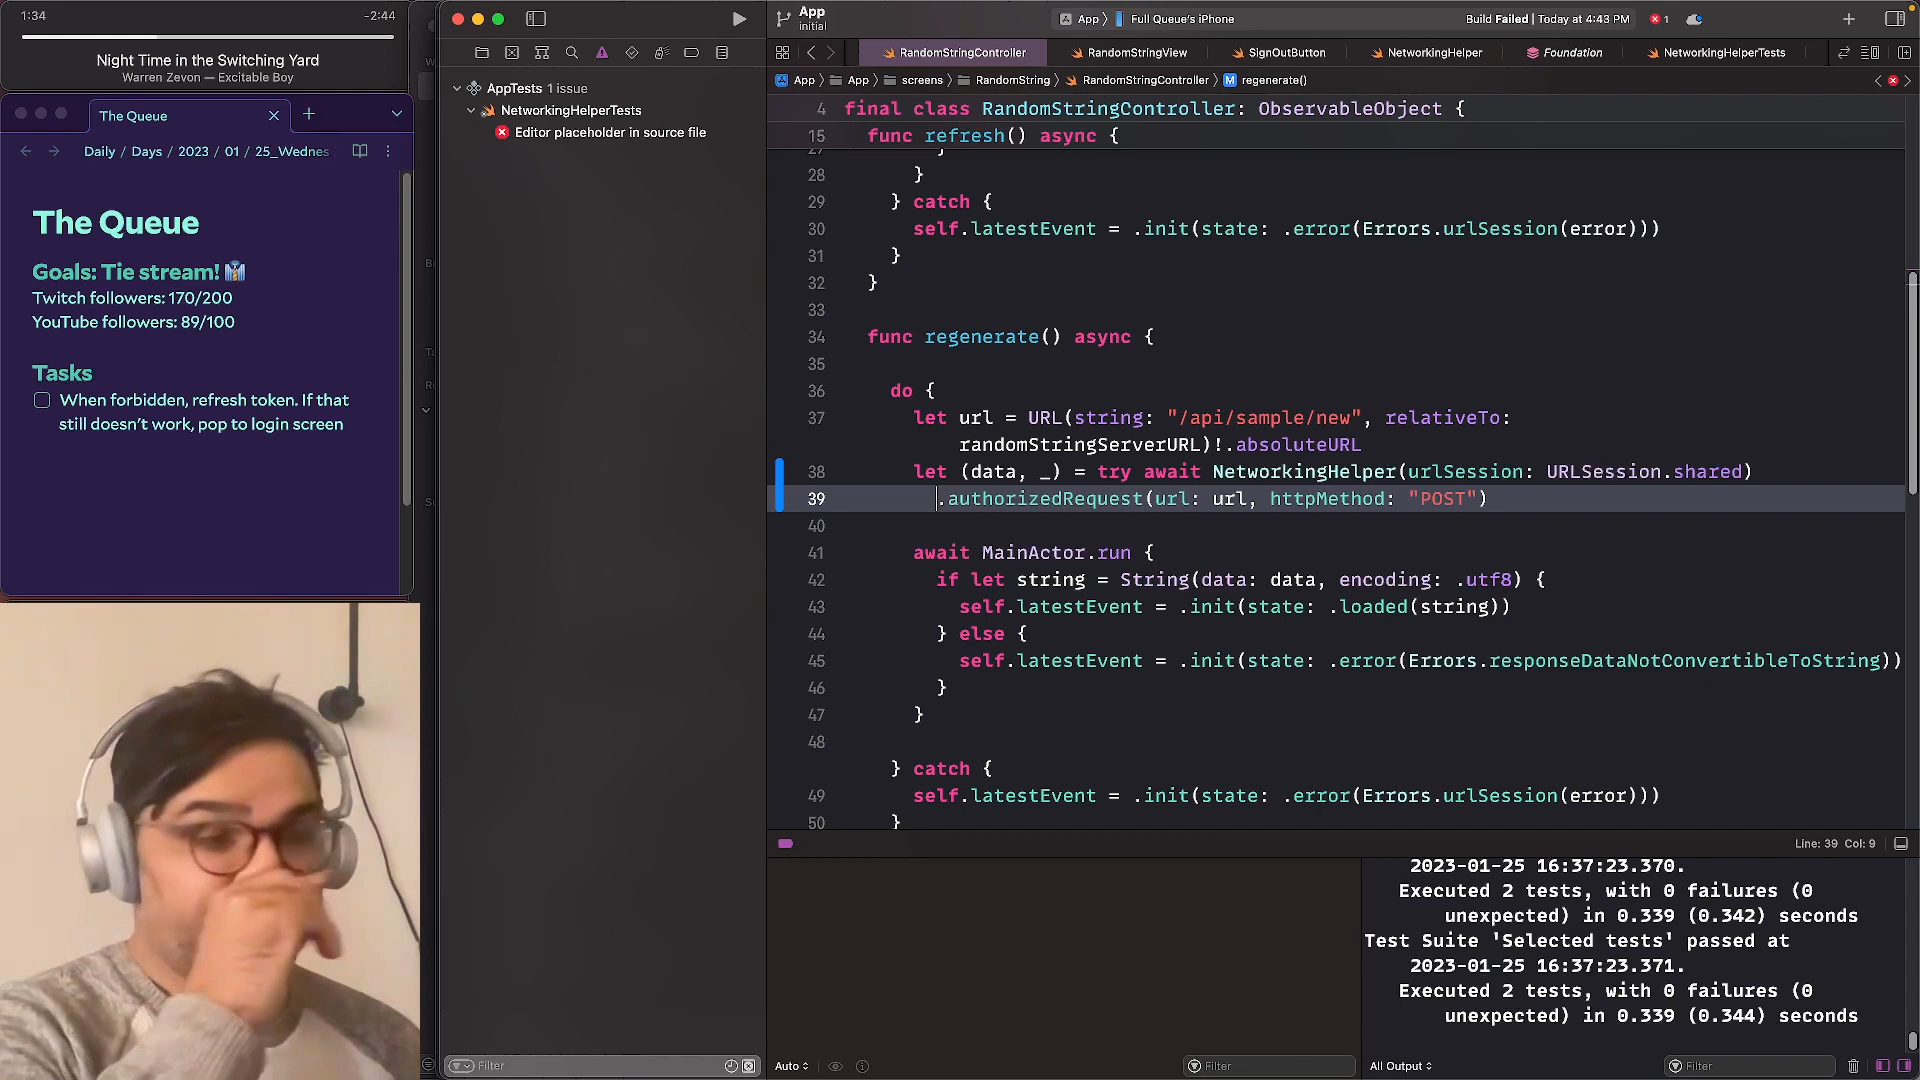 1:34
-2:44
Night Time in the Switching Yard
Warren Zevon — Excitable Boy
The Queue
Daily / Days / 2023 / 01 / 25_Wednes
The Queue
Goals: Tie stream!
Twitch followers: 170/200
YouTube followers: 89/100
Tasks
When forbidden, refresh token. If that
still doesn't work, pop to login screen
AppTests 1 issue
NetworkingHelperTests
Editor placeholder in source file
Filter
App
initial
App
Full Queue's iPhone
Build Failed | Today at 4:43 PM
1
RandomStringController
RandomStringView
SignOutButton
NetworkingHelper
Foundation
NetworkingHelperTests
App
App
screens
RandomString
RandomStringController
M
regenerate()
4 final class RandomStringController: ObservableObject {
15 func refresh() async {
27 }
28 }
29 } catch {
30 self.latestEvent = .init(state: .error(Errors.urlSession(error)))
31 }
32 }
33
34 func regenerate() async {
35
36 do {
37 let url = URL(string: "/api/sample/new", relativeTo:
randomStringServerURL)!.absoluteURL
38 let (data, _) = try await NetworkingHelper(urlSession: URLSession.shared)
39 .authorizedRequest(url: url, httpMethod: "POST")
40
41 await MainActor.run {
42 if let string = String(data: data, encoding: .utf8) {
43 self.latestEvent = .init(state: .loaded(string))
44 } else {
45 self.latestEvent = .init(state: .error(Errors.responseDataNotConvertibleToString))
46 }
47 }
48
} catch {
49 self.latestEvent = .init(state: .error(Errors.urlSession(error)))
50 }
Line: 39 Col: 9
2023-01-25 16:37:23.370.
Executed 2 tests, with 0 failures (0
unexpected) in 0.339 (0.342) seconds
Test Suite 'Selected tests' passed at
2023-01-25 16:37:23.371.
Executed 2 tests, with 0 failures (0
unexpected) in 0.339 (0.344) seconds
Auto
Filter
All Output
Filter